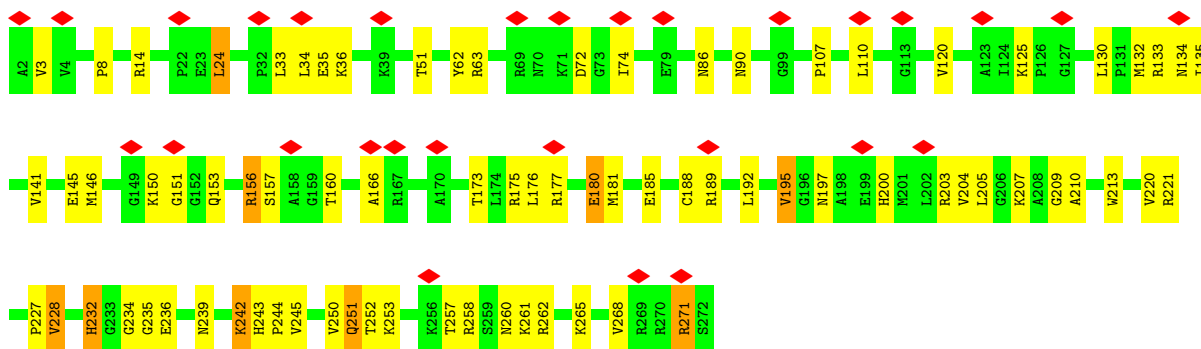 A2 V3 V4 P8 R14 P22 E23 L24 P32 L33 L34 E35 K36 K39 T51 Y62 R63 R69 N70 K71 D72 G73 I74 E79 N86 N90 G99 P107 L110 G113 V120 A123 I124 K125 P126 G127 L130 P131 M132 R133 N134 I135
V141 E145 M146 G149 K150 G151 G152 Q153 R156 S157 A158 G159 T160 A166 R167 A170 T173 L174 R175 L176 R177 E180 M181 E185 C188 R189 L192 V195 G196 N197 A198 E199 H200 M201 L202 R203 V204 L205 G206 K207 A208 G209 A210 W213 V220 R221
P227 V228 H232 G233 G234 G235 E236 N239 K242 H243 P244 V245 V250 Q251 T252 K253 K256 T257 R258 S259 N260 K261 R262 K265 V268 R269 R270 R271 S272